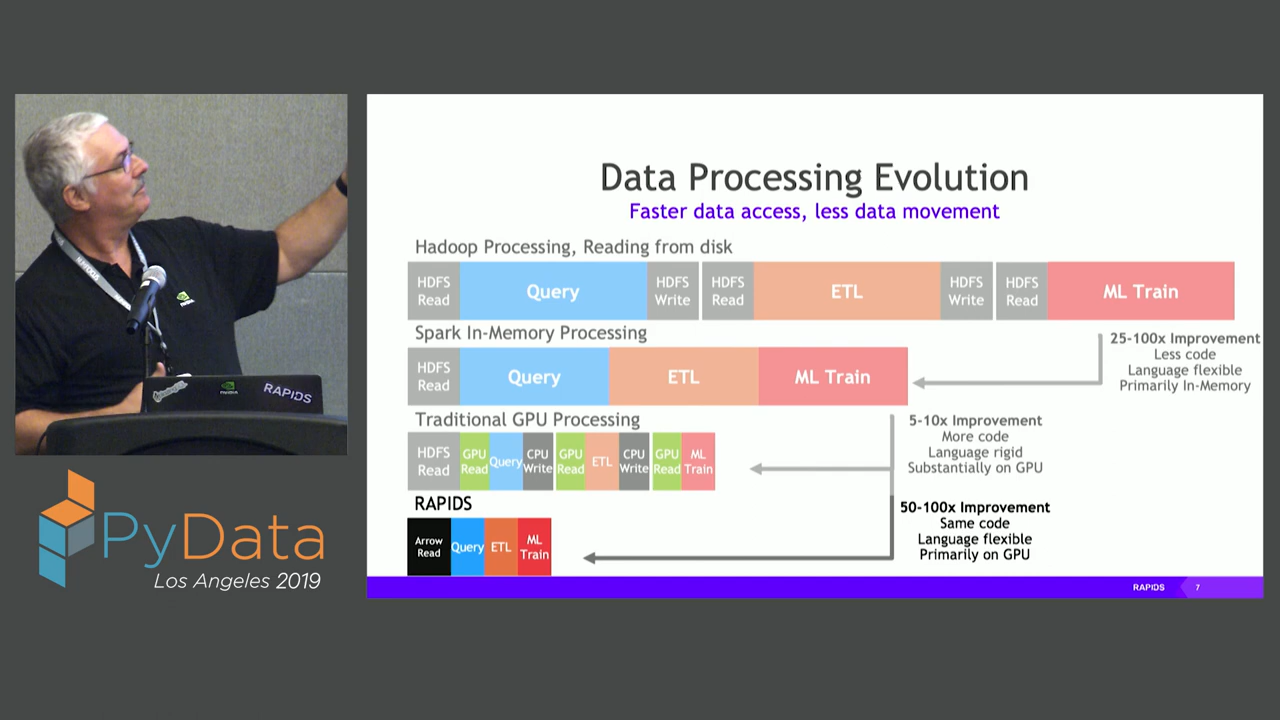 Data Processing Evolution
Faster data access, less data movement
Hadoop Processing, Reading from disk
HDFS Read
Query
HDFS Write
HDFS Read
ETL
HDFS Write
HDFS Read
ML Train
Spark In-Memory Processing
25-100x Improvement
Less code
Language flexible
Primarily In-Memory
HDFS Read
Query
ETL
ML Train
Traditional GPU Processing
5-10x Improvement
More code
Language rigid
Substantially on GPU
HDFS Read
GPU Read
Query
CPU Write
GPU Read
ETL
CPU Write
GPU Read
ML Train
RAPIDS
50-100x Improvement
Same code
Language flexible
Primarily on GPU
Arrow Read
Query
ETL
ML Train
RAPIDS 7
RAPIDS
PyData
Los Angeles 2019